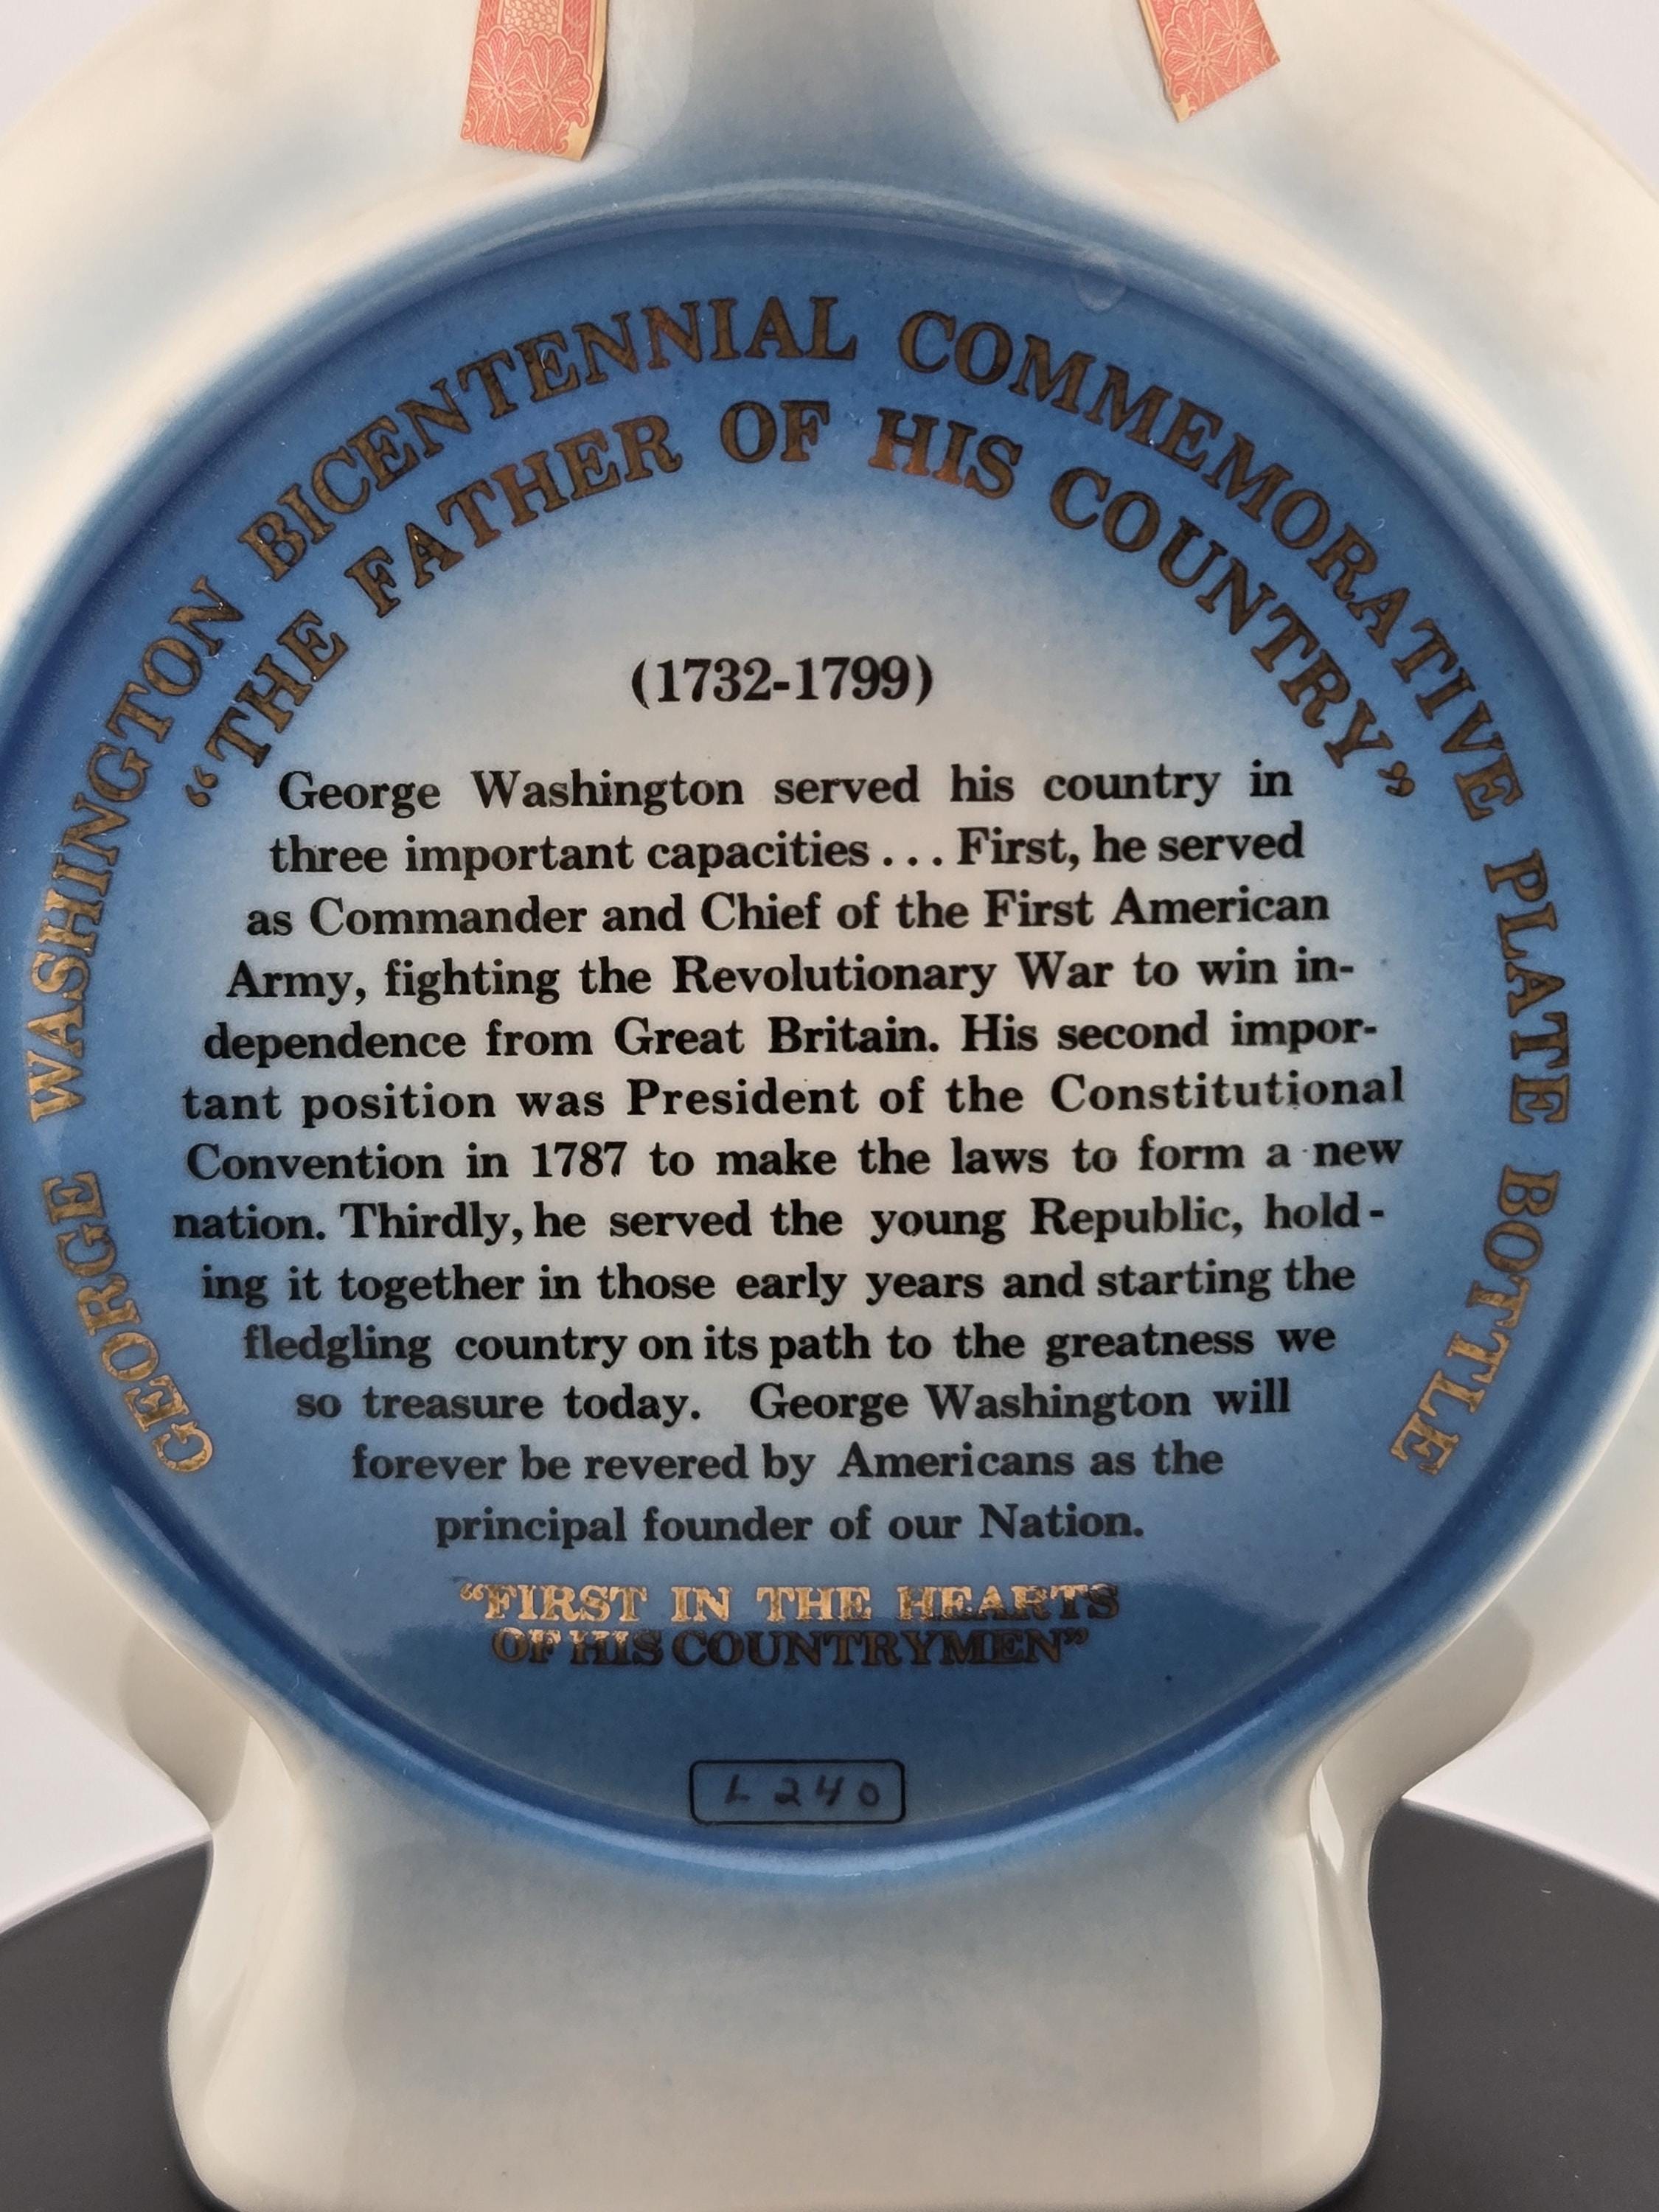 GEORGE WASHINGTON BICENTENNIAL COMMEMORATIVE PLATE BOTTLE
“THE FATHER OF HIS COUNTRY”
(1732-1799)
George Washington served his country in
three important capacities... First, he served
as Commander and Chief of the First American
Army, fighting the Revolutionary War to win in-
dependence from Great Britain. His second impor-
tant position was President of the Constitutional
Convention in 1787 to make the laws to form a new
nation. Thirdly, he served the young Republic, hold-
ing it together in those early years and starting the
fledgling country on its path to the greatness we
so treasure today. George Washington will
forever be revered by Americans as the
principal founder of our Nation.
“FIRST IN THE HEARTS
OF HIS COUNTRYMEN”
L 240